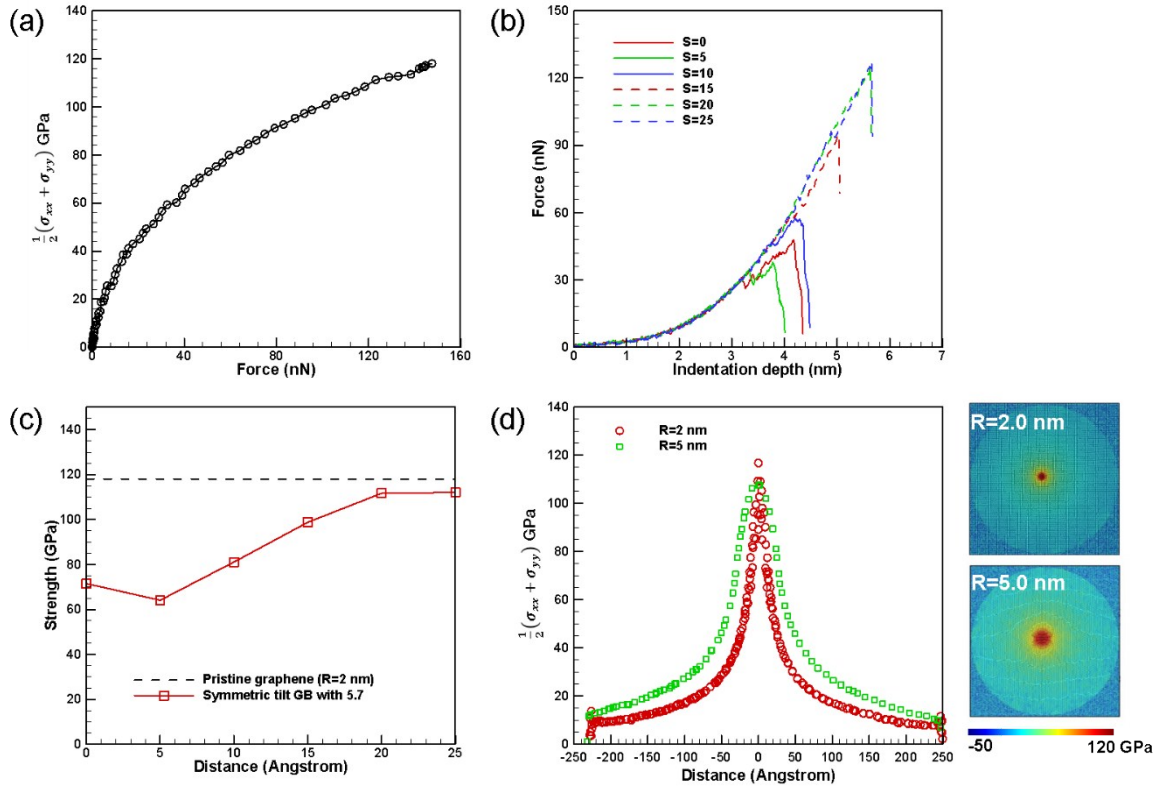 (a)
140
120
100
80
60
40
20
0
½(σxx + σyy) GPa
0
40
80
120
160
Force (nN)
(b)
150
120
90
60
30
0
Force (nN)
S=0
S=5
S=10
S=15
S=20
S=25
0
1
2
3
4
5
6
7
Indentation depth (nm)
(c)
140
120
100
80
60
40
20
0
Strength (GPa)
Pristine graphene (R=2 nm)
Symmetric tilt GB with 5.7
0
5
10
15
20
25
Distance (Angstrom)
(d)
140
120
100
80
60
40
20
0
½(σxx + σyy) GPa
R=2 nm
R=5 nm
-250 -200 -150 -100 -50 0 50 100 150 200 250
Distance (Angstrom)
R=2.0 nm
R=5.0 nm
-50
120 GPa